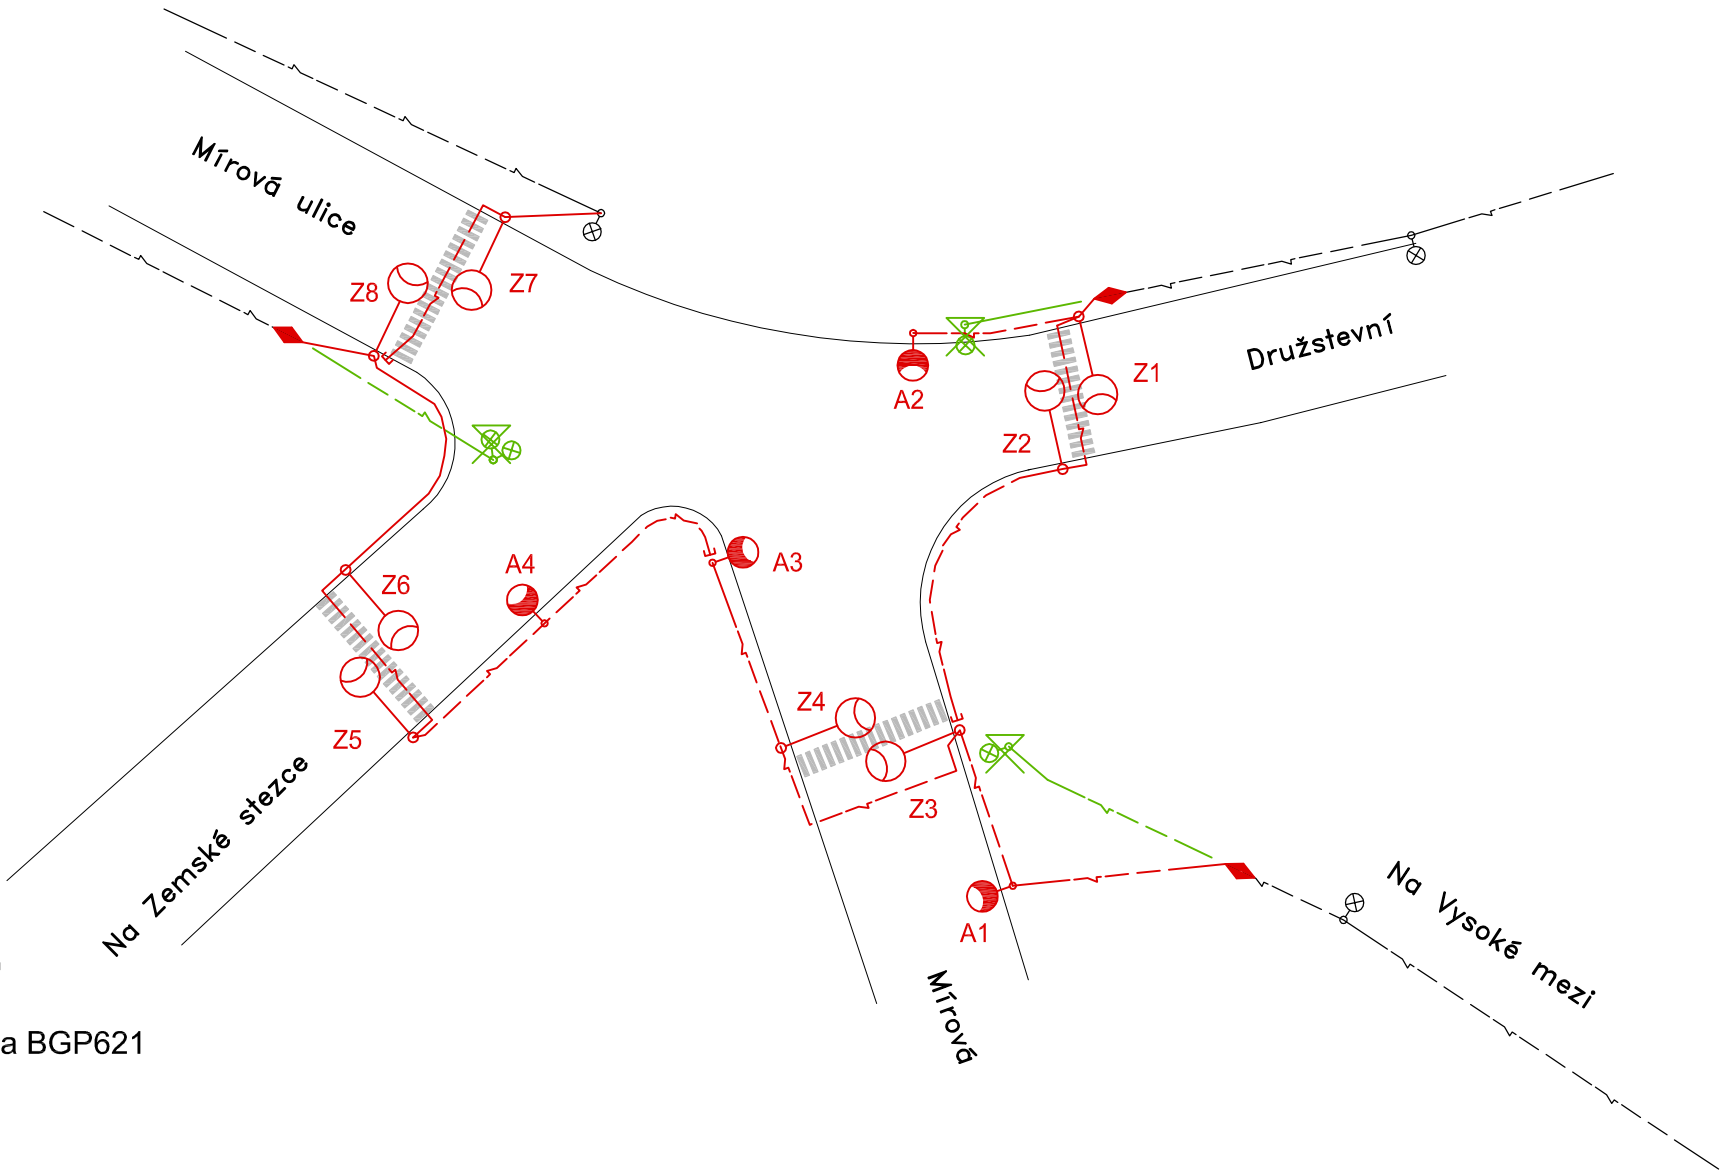 Mírová ulice
Z8
Z7
A2
Z1
Družstevní
Z2
A4
A3
Z6
Z4
Z5
Z3
Na Zemské stezce
A1
Na Vysoké mezi
Mírová
a BGP621